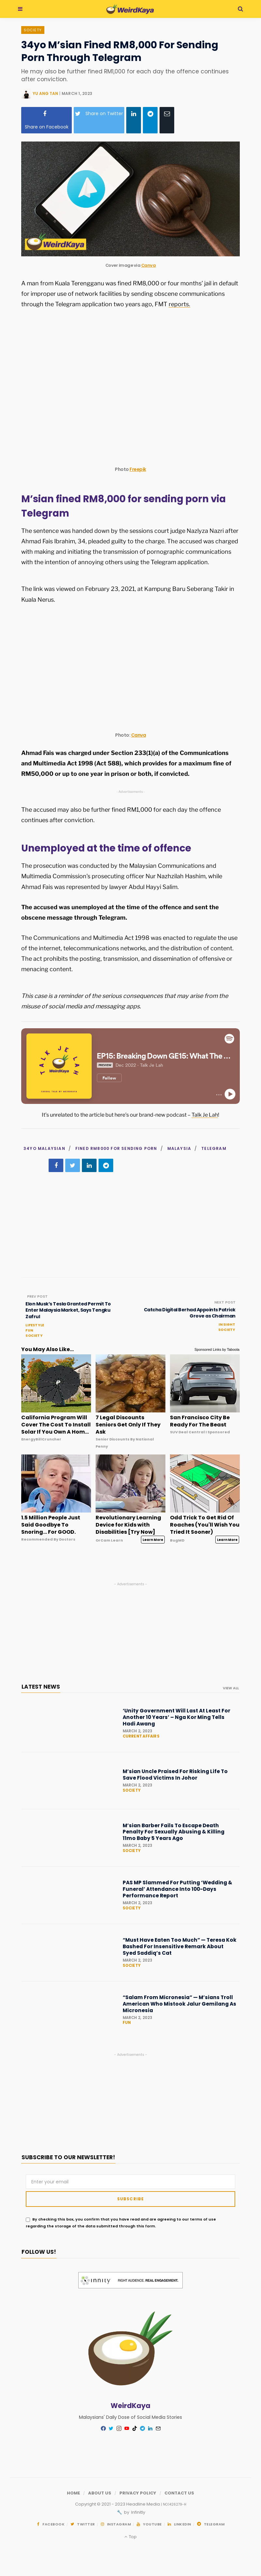 WeirdKaya
SOCIETY
34yo M'sian Fined RM8,000 For Sending
Porn Through Telegram
He may also be further fined RM1,000 for each day the offence continues
after conviction.
YU ANG TAN | MARCH 1, 2023
Share on Facebook
Share on Twitter
WeirdKaya
Cover image via Canva
A man from Kuala Terengganu was fined RM8,000 or four months' jail in default
for improper use of network facilities by sending obscene communications
through the Telegram application two years ago, FMT reports.
Photo Freepik
M'sian fined RM8,000 for sending porn via
Telegram
The sentence was handed down by the sessions court judge Nazlyza Nazri after
Ahmad Fais Ibrahim, 34, pleaded guilty to the charge. The accused was charged
with making and initiating the transmission of pornographic communications
with the intention of annoying others using the Telegram application.
The link was viewed on February 23, 2021, at Kampung Baru Seberang Takir in
Kuala Nerus.
Photo: Canva
Ahmad Fais was charged under Section 233(1)(a) of the Communications
and Multimedia Act 1998 (Act 588), which provides for a maximum fine of
RM50,000 or up to one year in prison or both, if convicted.
- Advertisements -
The accused may also be further fined RM1,000 for each day the offence
continues after conviction.
Unemployed at the time of offence
The prosecution was conducted by Malaysian Communications and
Multimedia Commission's prosecuting officer Nur Nazhzilah Hashim, while
Ahmad Fais was represented by lawyer Abdul Hayyi Salim.
The accused was unemployed at the time of the offence and sent the
obscene message through Telegram.
The Communications and Multimedia Act 1998 was enacted to regulate the use
of the internet, communications networks, and the distribution of content.
The act prohibits the posting, transmission, and distribution of offensive or
menacing content.
This case is a reminder of the serious consequences that may arise from the
misuse of social media and messaging apps.
EP15: Breaking Down GE15: What The ...
Dec 2022 · Talk Je Lah
Follow
It's unrelated to the article but here's our brand-new podcast – Talk Je Lah!
34YO MALAYSIAN / FINED RM8000 FOR SENDING PORN / MALAYSIA / TELEGRAM
PREV POST
Elon Musk's Tesla Granted Permit To
Enter Malaysia Market, Says Tengku
Zafrul
LIFESTYLE
FUN
SOCIETY
NEXT POST
Catcha Digital Berhad Appoints Patrick
Grove as Chairman
INSIGHT
SOCIETY
You May Also Like...
Sponsored Links by Taboola
California Program Will
Cover The Cost To Install
Solar If You Own A Hom...
EnergyBillCruncher
7 Legal Discounts
Seniors Get Only If They
Ask
Senior Discounts By National
Penny
San Francisco City Be
Ready For The Beast
SUV Deal Central | Sponsored
1.5 Million People Just
Said Goodbye To
Snoring… For GOOD.
Recommended By Doctors
Revolutionary Learning
Device for Kids with
Disabilities [Try Now]
Learn More
Odd Trick To Get Rid Of
Roaches (You'll Wish You
Tried It Sooner)
BugMD
Learn More
- Advertisements -
LATEST NEWS
VIEW ALL
'Unity Government Will Last At Least For
Another 10 Years' – Nga Kor Ming Tells
Hadi Awang
MARCH 3, 2023
CURRENT AFFAIRS
M'sian Uncle Praised For Risking Life To
Save Flood Victims In Johor
MARCH 3, 2023
SOCIETY
M'sian Barber Fails To Escape Death
Penalty For Sexually Abusing & Killing
11mo Baby 5 Years Ago
MARCH 3, 2023
SOCIETY
PAS MP Slammed For Putting 'Wedding &
Funeral' Attendance Into 100-Days
Performance Report
MARCH 3, 2023
SOCIETY
"Must Have Eaten Too Much" — Teresa Kok
Bashed For Insensitive Remark About
Syed Saddiq's Cat
MARCH 3, 2023
SOCIETY
"Salam From Micronesia" — M'sians Troll
American Who Mistook Jalur Gemilang As
Micronesia
MARCH 3, 2023
FUN
- Advertisements -
SUBSCRIBE TO OUR NEWSLETTER!
Enter your email
SUBSCRIBE
By checking this box, you confirm that you have read and are agreeing to our terms of use
regarding the storage of the data submitted through this form.
FOLLOW US!
innity RIGHT AUDIENCE. REAL ENGAGEMENT.
WeirdKaya
Malaysians' Daily Dose of Social Media Stories
HOME / ABOUT US / PRIVACY POLICY / CONTACT US
by Infinity
FACEBOOK TWITTER INSTAGRAM YOUTUBE LINKEDIN TELEGRAM
Top